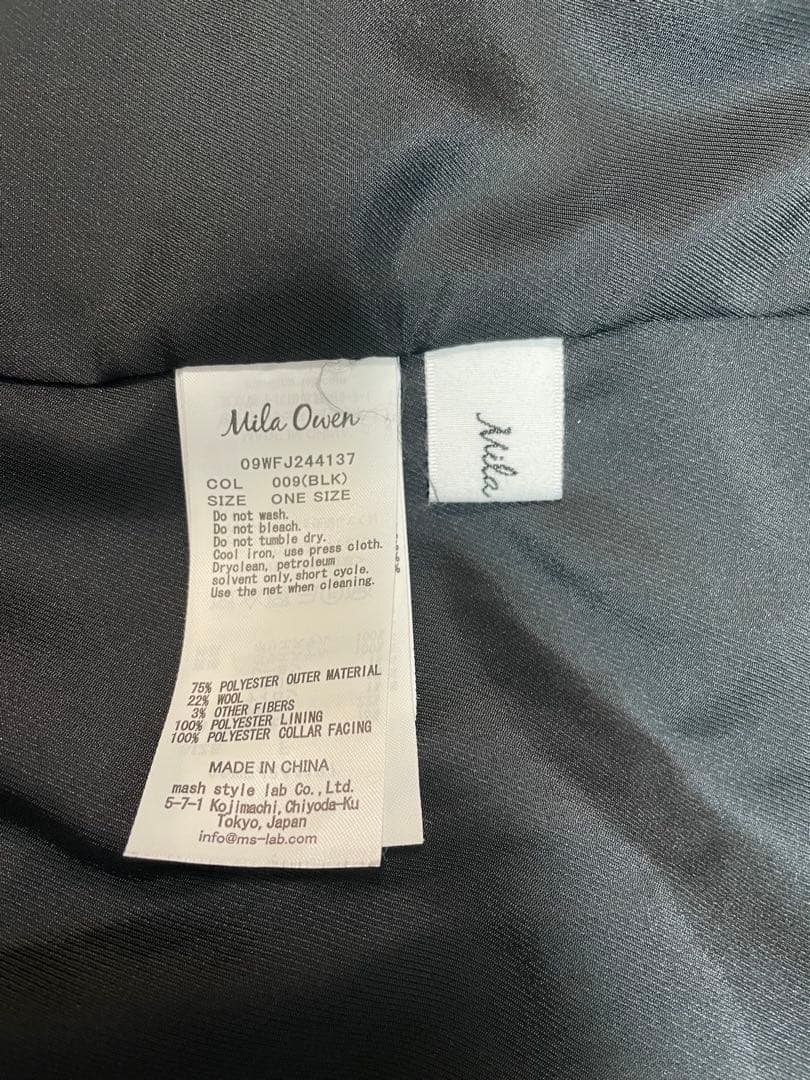 Mila Owen
09WFJ244137
COL 009(BLK)
SIZE ONE SIZE
Do not wash.
Do not bleach.
Do not tumble dry.
Cool iron, use press cloth.
Dryclean, petroleum
solvent only, short cycle.
Use the net when cleaning.
75% POLYESTER OUTER MATERIAL
22% WOOL
3% OTHER FIBERS
100% POLYESTER LINING
100% POLYESTER COLLAR FACING
MADE IN CHINA
mash style lab Co., Ltd.
5-7-1 Kojimachi, Chiyoda-Ku
Tokyo, Japan
info@ms-lab.com
Mila